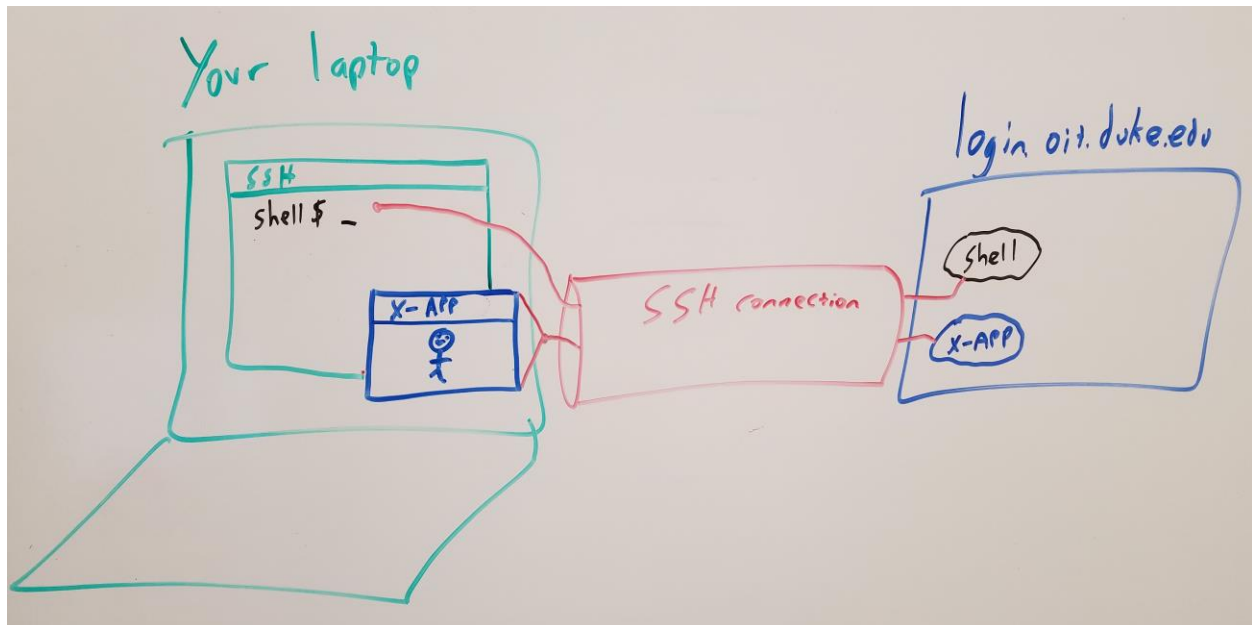 Your laptop
login.oit.duke.edu
SSH
shell $ _
X-APP
SSH connection
shell
X-APP